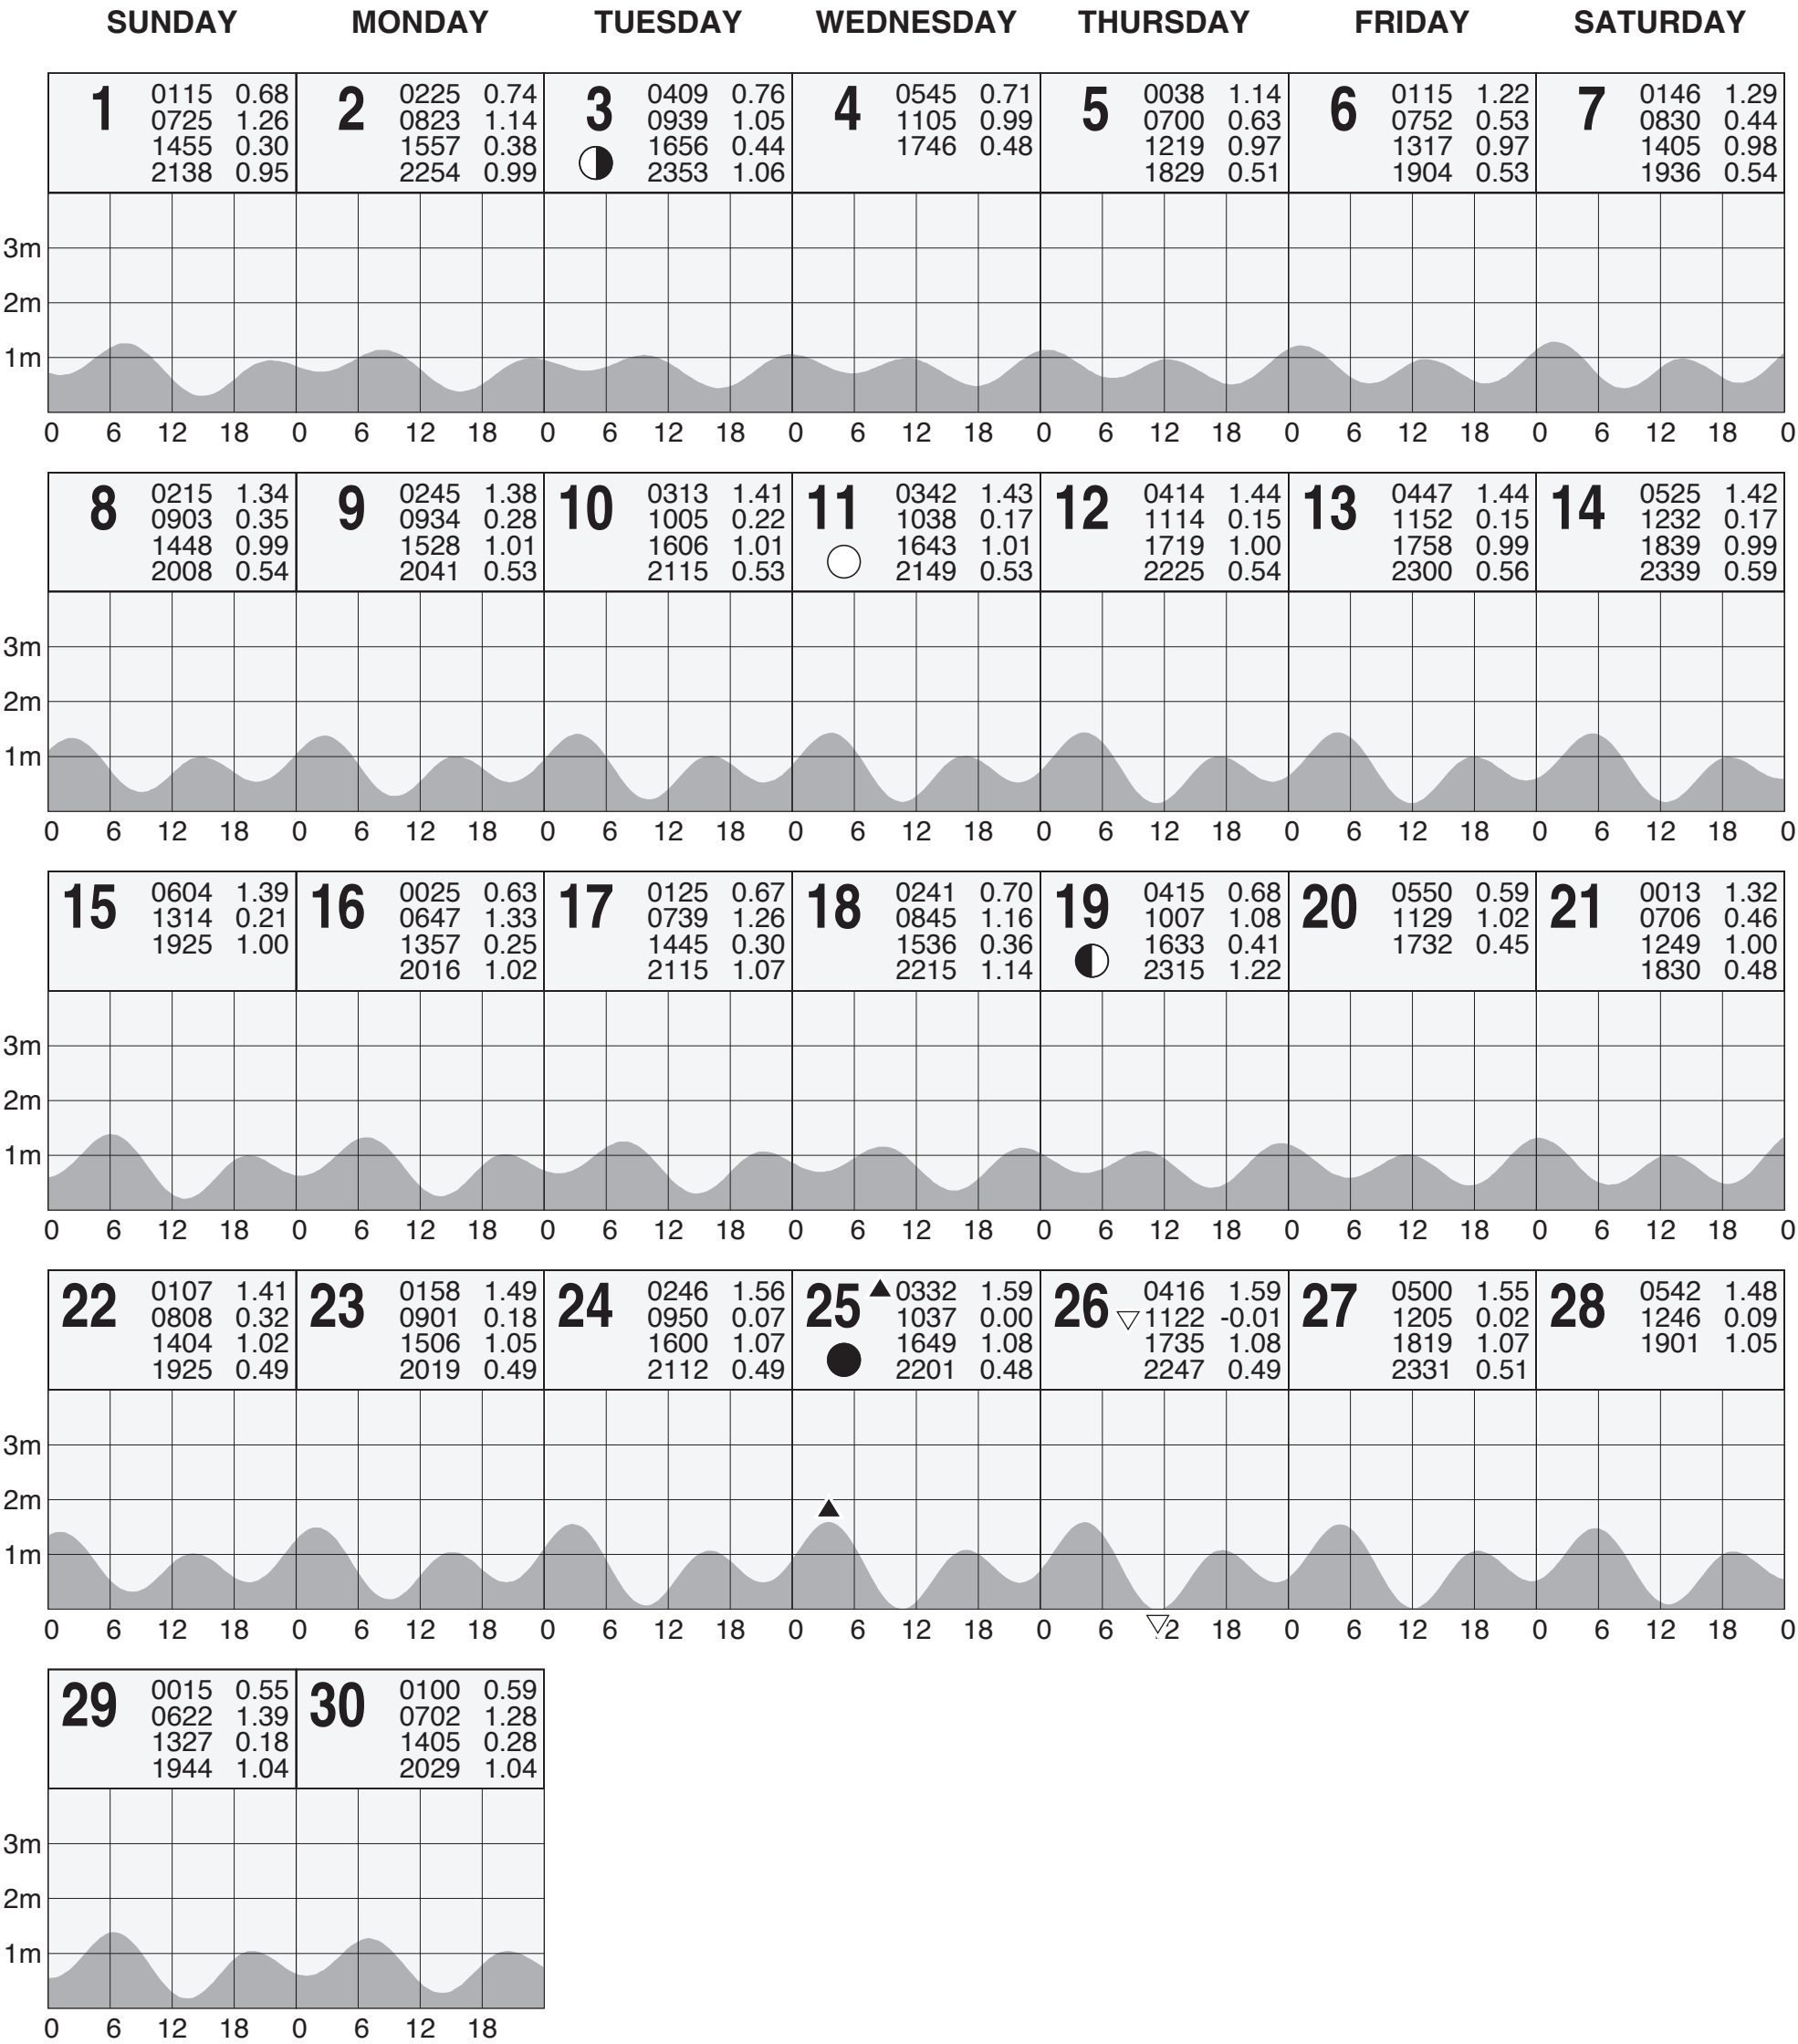 SUNDAY MONDAY TUESDAY WEDNESDAY THURSDAY FRIDAY SATURDAY
1 0115 0.68
0725 1.26
1455 0.30
2138 0.95
2 0225 0.74
0823 1.14
1557 0.38
2254 0.99
3 0409 0.76
0939 1.05
1656 0.44
2353 1.06
4 0545 0.71
1105 0.99
1746 0.48
5 0038 1.14
0700 0.63
1219 0.97
1829 0.51
6 0115 1.22
0752 0.53
1317 0.97
1904 0.53
7 0146 1.29
0830 0.44
1405 0.98
1936 0.54
3m
2m
1m
0 6 12 18 0 6 12 18 0 6 12 18 0 6 12 18 0 6 12 18 0 6 12 18 0 6 12 18 0
8 0215 1.34
0903 0.35
1448 0.99
2008 0.54
9 0245 1.38
0934 0.28
1528 1.01
2041 0.53
10 0313 1.41
1005 0.22
1606 1.01
2115 0.53
11 0342 1.43
1038 0.17
1643 1.01
2149 0.53
12 0414 1.44
1114 0.15
1719 1.00
2225 0.54
13 0447 1.44
1152 0.15
1758 0.99
2300 0.56
14 0525 1.42
1232 0.17
1839 0.99
2339 0.59
3m
2m
1m
0 6 12 18 0 6 12 18 0 6 12 18 0 6 12 18 0 6 12 18 0 6 12 18 0 6 12 18 0
15 0604 1.39
1314 0.21
1925 1.00
16 0025 0.63
0647 1.33
1357 0.25
2016 1.02
17 0125 0.67
0739 1.26
1445 0.30
2115 1.07
18 0241 0.70
0845 1.16
1536 0.36
2215 1.14
19 0415 0.68
1007 1.08
1633 0.41
2315 1.22
20 0550 0.59
1129 1.02
1732 0.45
21 0013 1.32
0706 0.46
1249 1.00
1830 0.48
3m
2m
1m
0 6 12 18 0 6 12 18 0 6 12 18 0 6 12 18 0 6 12 18 0 6 12 18 0 6 12 18 0
22 0107 1.41
0808 0.32
1404 1.02
1925 0.49
23 0158 1.49
0901 0.18
1506 1.05
2019 0.49
24 0246 1.56
0950 0.07
1600 1.07
2112 0.49
25 0332 1.59
1037 0.00
1649 1.08
2201 0.48
26 0416 1.59
1122 -0.01
1735 1.08
2247 0.49
27 0500 1.55
1205 0.02
1819 1.07
2331 0.51
28 0542 1.48
1246 0.09
1901 1.05
3m
2m
1m
0 6 12 18 0 6 12 18 0 6 12 18 0 6 12 18 0 6 12 18 0 6 12 18 0 6 12 18 0
29 0015 0.55
0622 1.39
1327 0.18
1944 1.04
30 0100 0.59
0702 1.28
1405 0.28
2029 1.04
3m
2m
1m
0 6 12 18 0 6 12 18